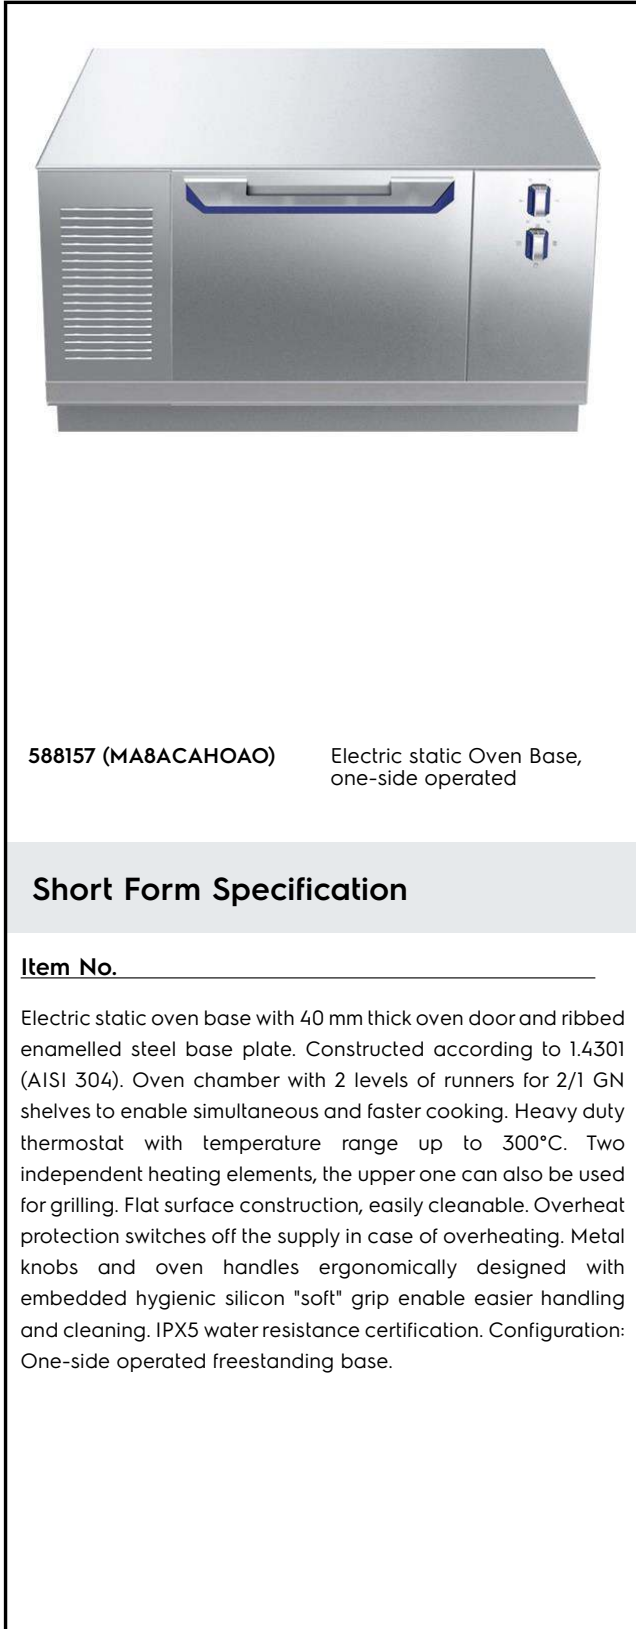 588157 (MA8ACAHOAO)
Electric static Oven Base,
one-side operated
Short Form Specification
Item No.
Electric static oven base with 40 mm thick oven door and ribbed
enamelled steel base plate. Constructed according to 1.4301
(AISI 304). Oven chamber with 2 levels of runners for 2/1 GN
shelves to enable simultaneous and faster cooking. Heavy duty
thermostat with temperature range up to 300°C. Two
independent heating elements, the upper one can also be used
for grilling. Flat surface construction, easily cleanable. Overheat
protection switches off the supply in case of overheating. Metal
knobs and oven handles ergonomically designed with
embedded hygienic silicon "soft" grip enable easier handling
and cleaning. IPX5 water resistance certification. Configuration:
One-side operated freestanding base.